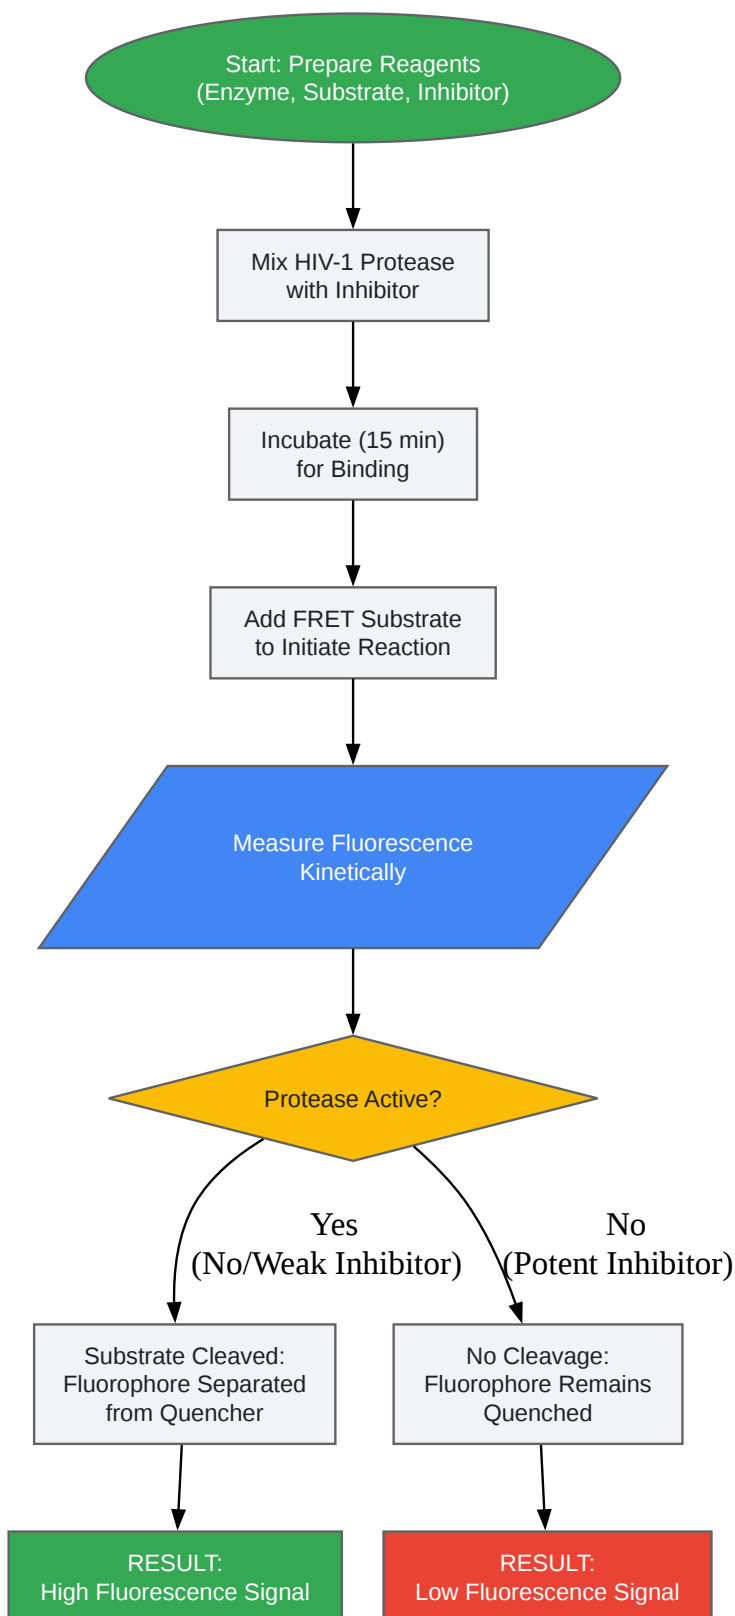 Start: Prepare Reagents
(Enzyme, Substrate, Inhibitor)
Mix HIV-1 Protease
with Inhibitor
Incubate (15 min)
for Binding
Add FRET Substrate
to Initiate Reaction
Measure Fluorescence
Kinetically
Protease Active?
Yes
(No/Weak Inhibitor)
No
(Potent Inhibitor)
Substrate Cleaved:
Fluorophore Separated
from Quencher
No Cleavage:
Fluorophore Remains
Quenched
RESULT:
High Fluorescence Signal
RESULT:
Low Fluorescence Signal